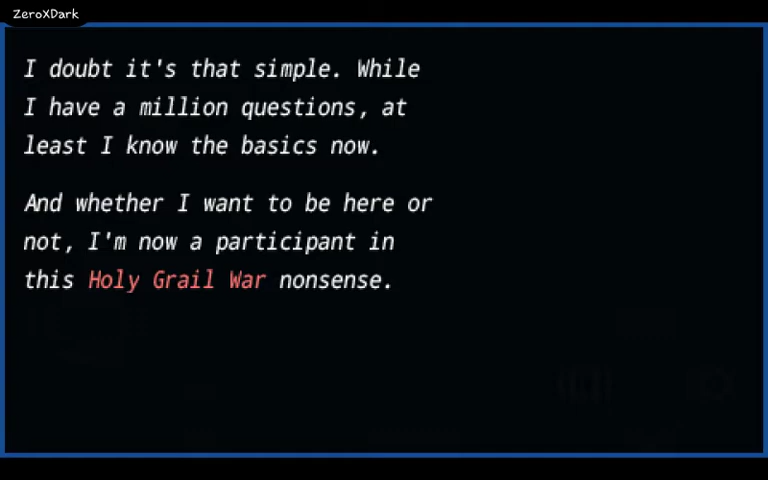 ZeroXDark
I doubt it's that simple. While
I have a million questions, at
least I know the basics now.
And whether I want to be here or
not, I'm now a participant in
this Holy Grail War nonsense.